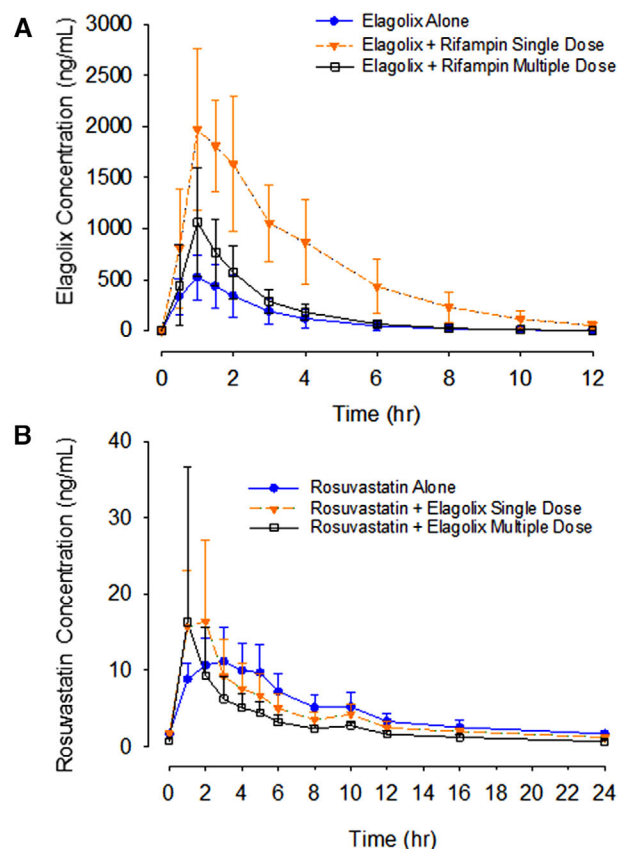 A
Elagolix Alone
Elagolix + Rifampin Single Dose
Elagolix + Rifampin Multiple Dose
Elagolix Concentration (ng/mL)
3000
2500
2000
1500
1000
500
0
0 2 4 6 8 10 12
Time (hr)
B
Rosuvastatin Alone
Rosuvastatin + Elagolix Single Dose
Rosuvastatin + Elagolix Multiple Dose
Rosuvastatin Concentration (ng/mL)
40
30
20
10
0
0 2 4 6 8 10 12 14 16 18 20 22 24
Time (hr)